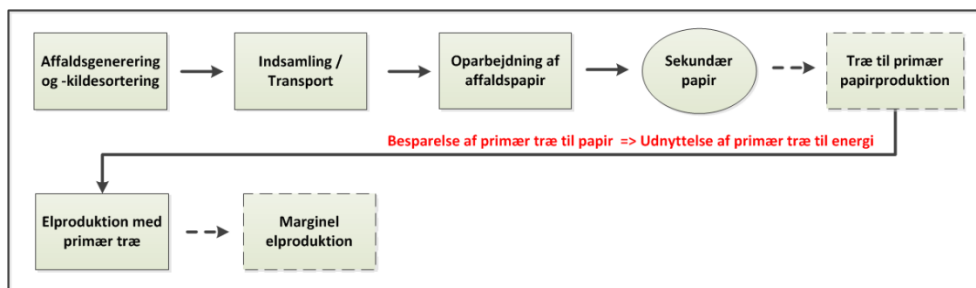 Affaldsgenerering
og -kildesortering
Indsamling /
Transport
Oparbejdning af
affaldspapir
Sekundær
papir
Træ til primær
papirproduktion
Besparelse af primær træ til papir => Udnyttelse af primær træ til energi
Elproduktion med
primær træ
Marginel
elproduktion